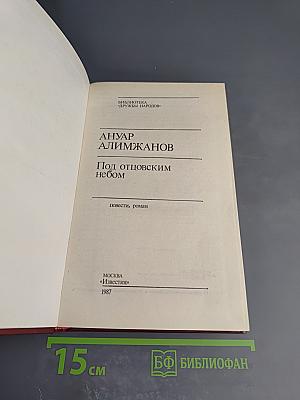 БИБЛИОТЕКА
«ДРУЖБЫ НАРОДОВ»
АНУАР
АЛИМЖАНОВ
Под отцовским
небом
повести, роман
МОСКВА
«Известия»
1987
15 см
БФ БИБЛИОФАН